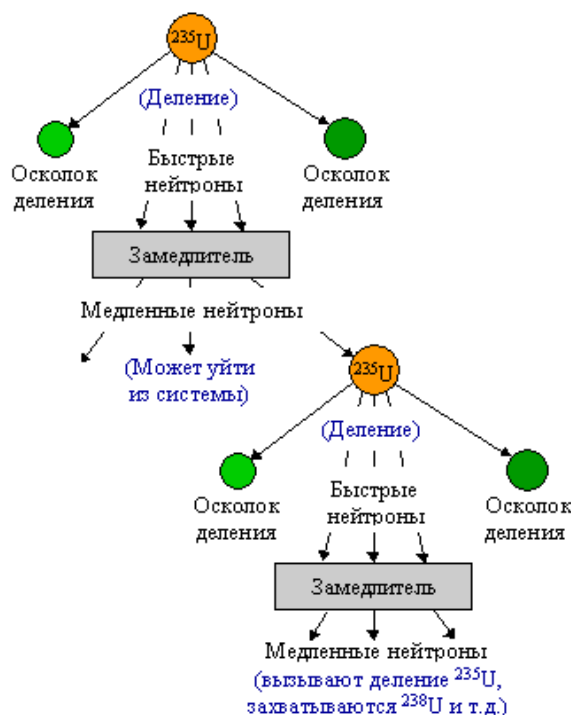 ²³⁵U
(Деление)
Осколок
деления
Быстрые
нейтроны
Осколок
деления
Замедлитель
Медленные нейтроны
(Может уйти
из системы)
²³⁵U
(Деление)
Осколок
деления
Быстрые
нейтроны
Осколок
деления
Замедлитель
Медленные нейтроны
(вызывают деление ²³⁵U,
захватываются ²³⁸U и т.д.)